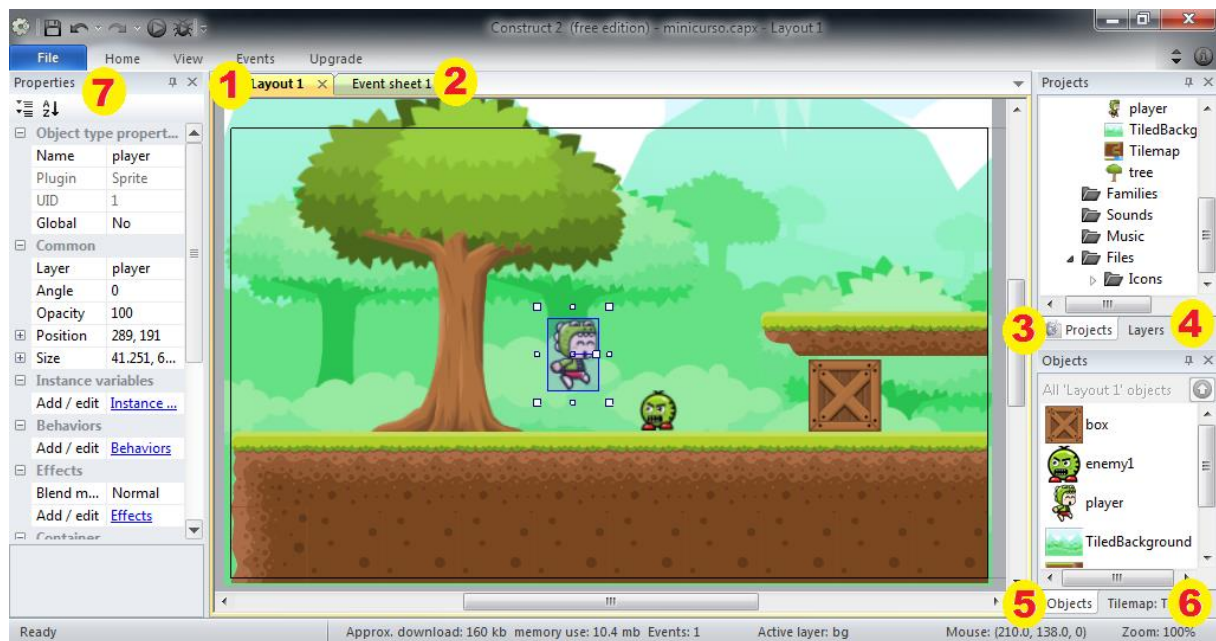 Construct 2 (free edition) - minicurso.capx - Layout 1
File Home View Events Upgrade
Properties 7
1 Layout 1 × Event sheet 1 2
Projects
Object type propert...
Name player
Plugin Sprite
UID 1
Global No
Common
Layer player
Angle 0
Opacity 100
Position 289, 191
Size 41.251, 6...
Instance variables
Add / edit Instance ...
Behaviors
Add / edit Behaviors
Effects
Blend m... Normal
Add / edit Effects
Container
player
TiledBackg
Tilemap
tree
Families
Sounds
Music
Files
Icons
3 Projects Layers 4
Objects
All 'Layout 1' objects
box
enemy1
player
TiledBackground
5 Objects Tilemap: T 6
Ready Approx. download: 160 kb memory use: 10.4 mb Events: 1 Active layer: bg Mouse: (210.0, 138.0, 0) Zoom: 100%